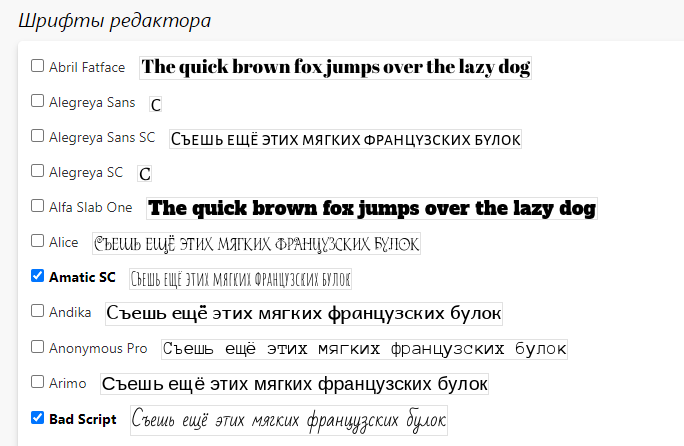 Шрифты редактора
Abril Fatface The quick brown fox jumps over the lazy dog
Alegreya Sans С
Alegreya Sans SC Съешь ещё этих мягких французских булок
Alegreya SC С
Alfa Slab One The quick brown fox jumps over the lazy dog
Alice Съешь ещё этих мягких французских булок
Amatic SC Съешь ещё этих мягких французских булок
Andika Съешь ещё этих мягких французских булок
Anonymous Pro Съешь ещё этих мягких французских булок
Arimo Съешь ещё этих мягких французских булок
Bad Script Съешь ещё этих мягких французских булок